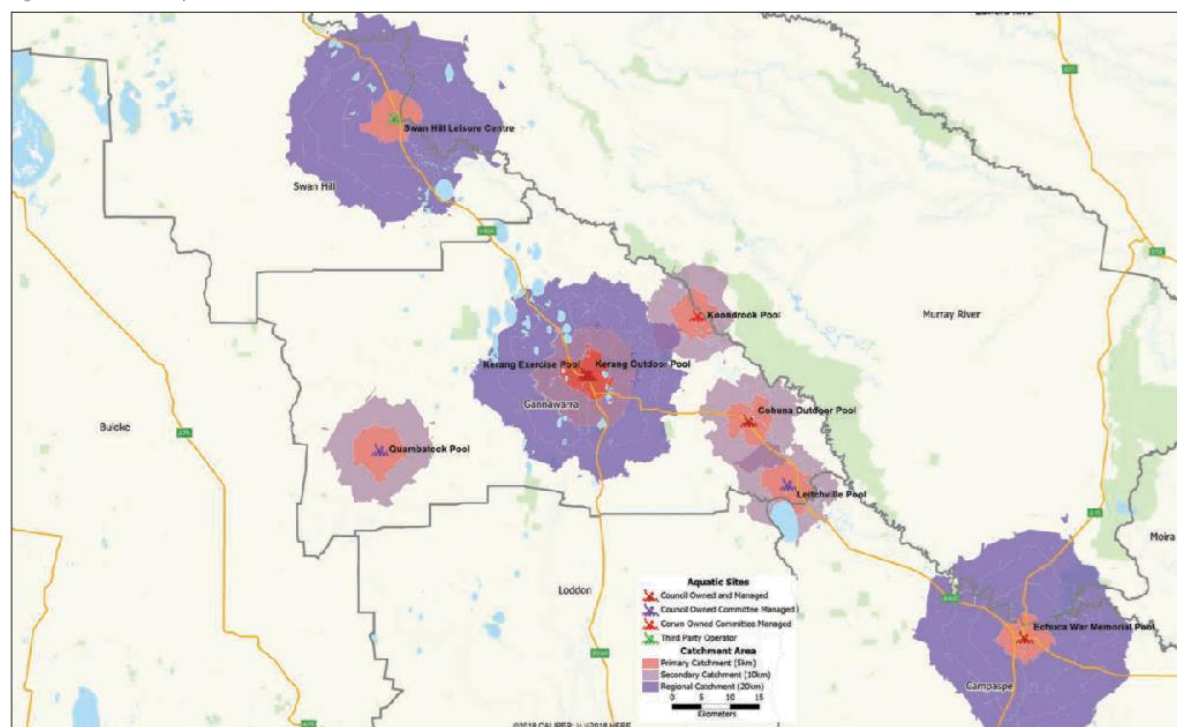 Swan Hill Leisure Centre
Swan Hill
Koondrook Pool
Murray River
Kerang Exercise Pool
Kerang Outdoor Pool
Gannawarra
Buloke
Cohuna Outdoor Pool
Quambatook Pool
Leitchville Pool
Moira
Loddon
Echuca War Memorial Pool
Campaspe
Aquatic Sites
Council Owned and Managed
Council Owned Committee Managed
Corwn Owned Committee Managed
Third Party Operator
Catchment Area
Primary Catchment (5km)
Secondary Catchment (10km)
Regional Catchment (20km)
0 5 10 15
Kilometers